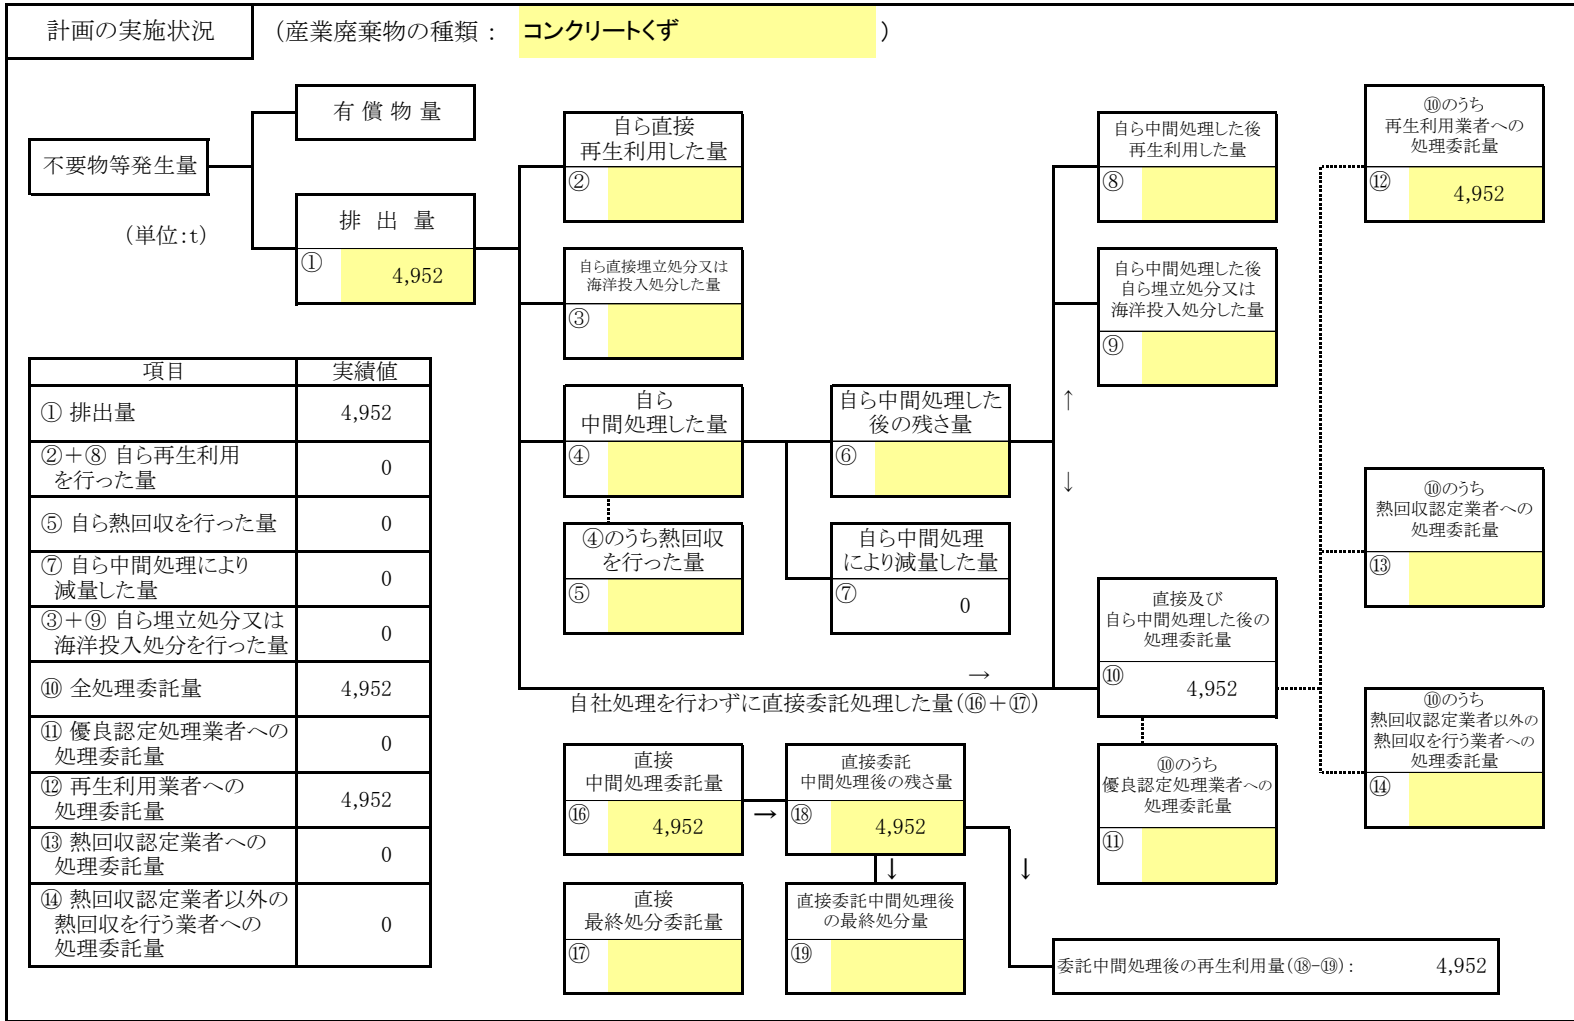 計画の実施状況
(産業廃棄物の種類： コンクリートくず ）
有 償 物 量
不要物等発生量
(単位:t)
排 出 量
①
4,952
自ら直接
再生利用した量
②
自ら直接埋立処分又は
海洋投入処分した量
③
自ら
中間処理した量
④
④のうち熱回収
を行った量
⑤
自ら中間処理した
後の残さ量
⑥
自ら中間処理
により減量した量
⑦
0
自ら中間処理した後
再生利用した量
⑧
自ら中間処理した後
自ら埋立処分又は
海洋投入処分した量
⑨
↑
↓
直接及び
自ら中間処理した後の
処理委託量
⑩
4,952
→
自社処理を行わずに直接委託処理した量(⑯＋⑰)
⑩のうち
優良認定処理業者への
処理委託量
⑪
⑩のうち
再生利用業者への
処理委託量
⑫
4,952
⑩のうち
熱回収認定業者への
処理委託量
⑬
⑩のうち
熱回収認定業者以外の
熱回収を行う業者への
処理委託量
⑭
直接
中間処理委託量
⑯
4,952
→
直接委託
中間処理後の残さ量
⑱
4,952
↓
↓
直接
最終処分委託量
⑰
直接委託中間処理後
の最終処分量
⑲
委託中間処理後の再生利用量(⑱-⑲)： 4,952
項目 実績値
① 排出量 4,952
②＋⑧ 自ら再生利用
を行った量 0
⑤ 自ら熱回収を行った量 0
⑦ 自ら中間処理により
減量した量 0
③＋⑨ 自ら埋立処分又は
海洋投入処分を行った量 0
⑩ 全処理委託量 4,952
⑪ 優良認定処理業者への
処理委託量 0
⑫ 再生利用業者への
処理委託量 4,952
⑬ 熱回収認定業者への
処理委託量 0
⑭ 熱回収認定業者以外の
熱回収を行う業者への
処理委託量 0